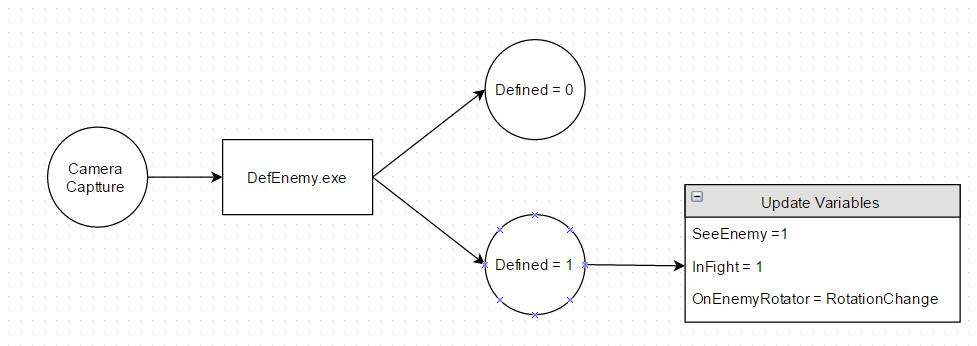 Camera
Captture
DefEnemy.exe
Defined = 0
Defined = 1
Update Variables
SeeEnemy =1
InFight = 1
OnEnemyRotator = RotationChange